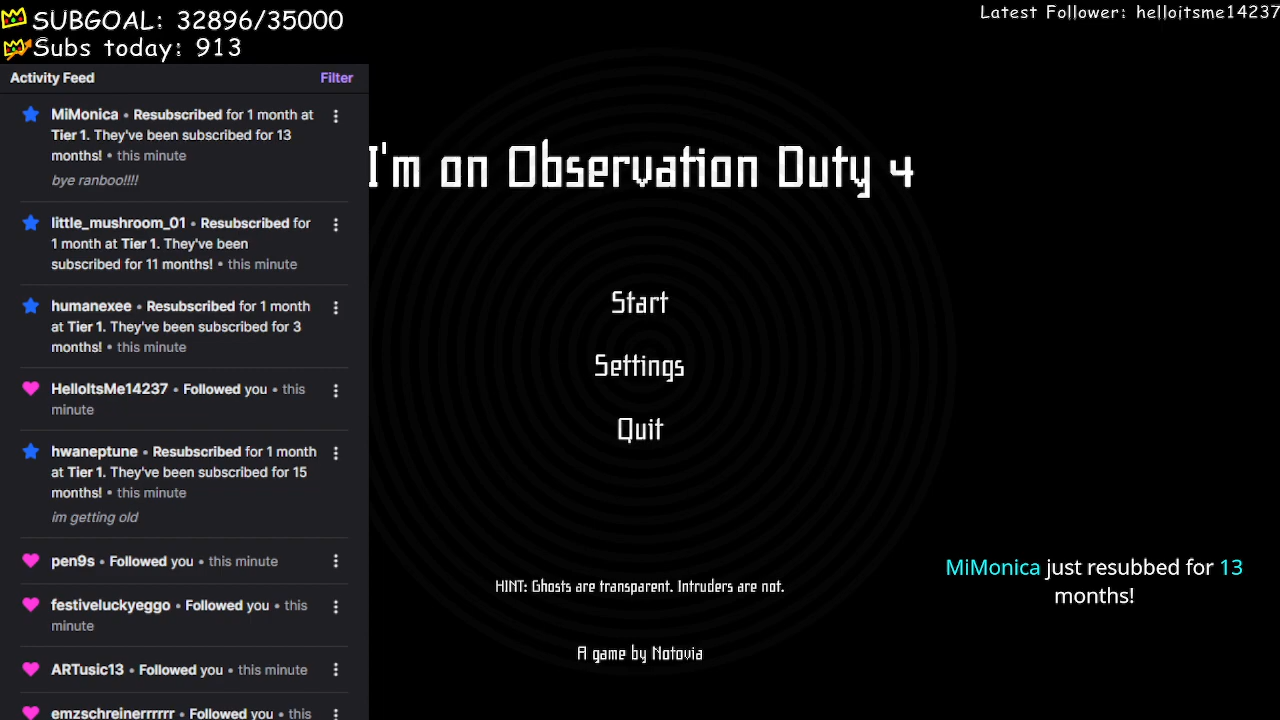 SUBGOAL: 32896/35000
Subs today: 913
Latest Follower: helloitsme14237
Activity Feed
Filter
MiMonica • Resubscribed for 1 month at
Tier 1. They've been subscribed for 13
months! • this minute
bye ranboo!!!!
little_mushroom_01 • Resubscribed for
1 month at Tier 1. They've been
subscribed for 11 months! • this minute
humanexee • Resubscribed for 1 month
at Tier 1. They've been subscribed for 3
months! • this minute
HelloItsMe14237 • Followed you • this
minute
hwaneptune • Resubscribed for 1 month
at Tier 1. They've been subscribed for 15
months! • this minute
im getting old
pen9s • Followed you • this minute
festiveluckyeggo • Followed you • this
minute
ARTusic13 • Followed you • this minute
emzschreinerrrrrr • Followed you • this
I'm on Observation Duty 4
Start
Settings
Quit
HINT: Ghosts are transparent. Intruders are not.
A game by Notovia
MiMonica just resubbed for 13
months!